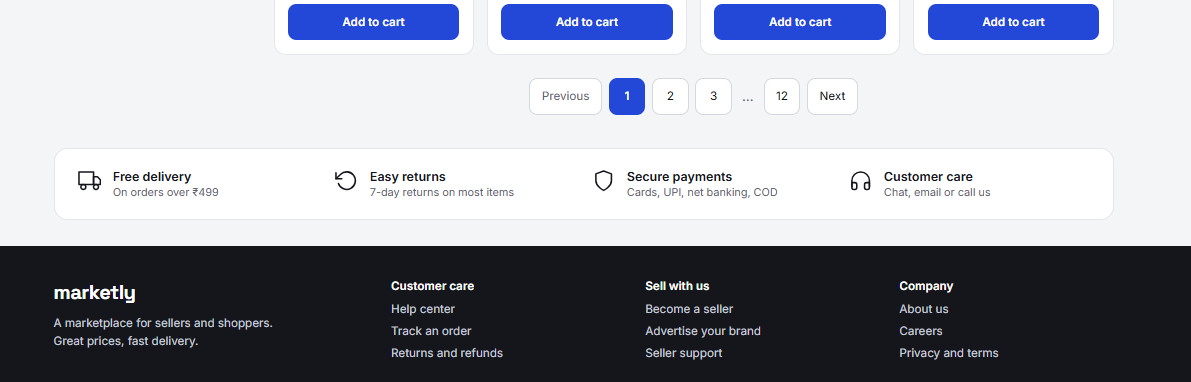 Add to cart Add to cart Add to cart Add to cart
Previous 1 2 3 ... 12 Next
Free delivery
On orders over ₹499
Easy returns
7-day returns on most items
Secure payments
Cards, UPI, net banking, COD
Customer care
Chat, email or call us
marketly
A marketplace for sellers and shoppers.
Great prices, fast delivery.
Customer care
Help center
Track an order
Returns and refunds
Sell with us
Become a seller
Advertise your brand
Seller support
Company
About us
Careers
Privacy and terms